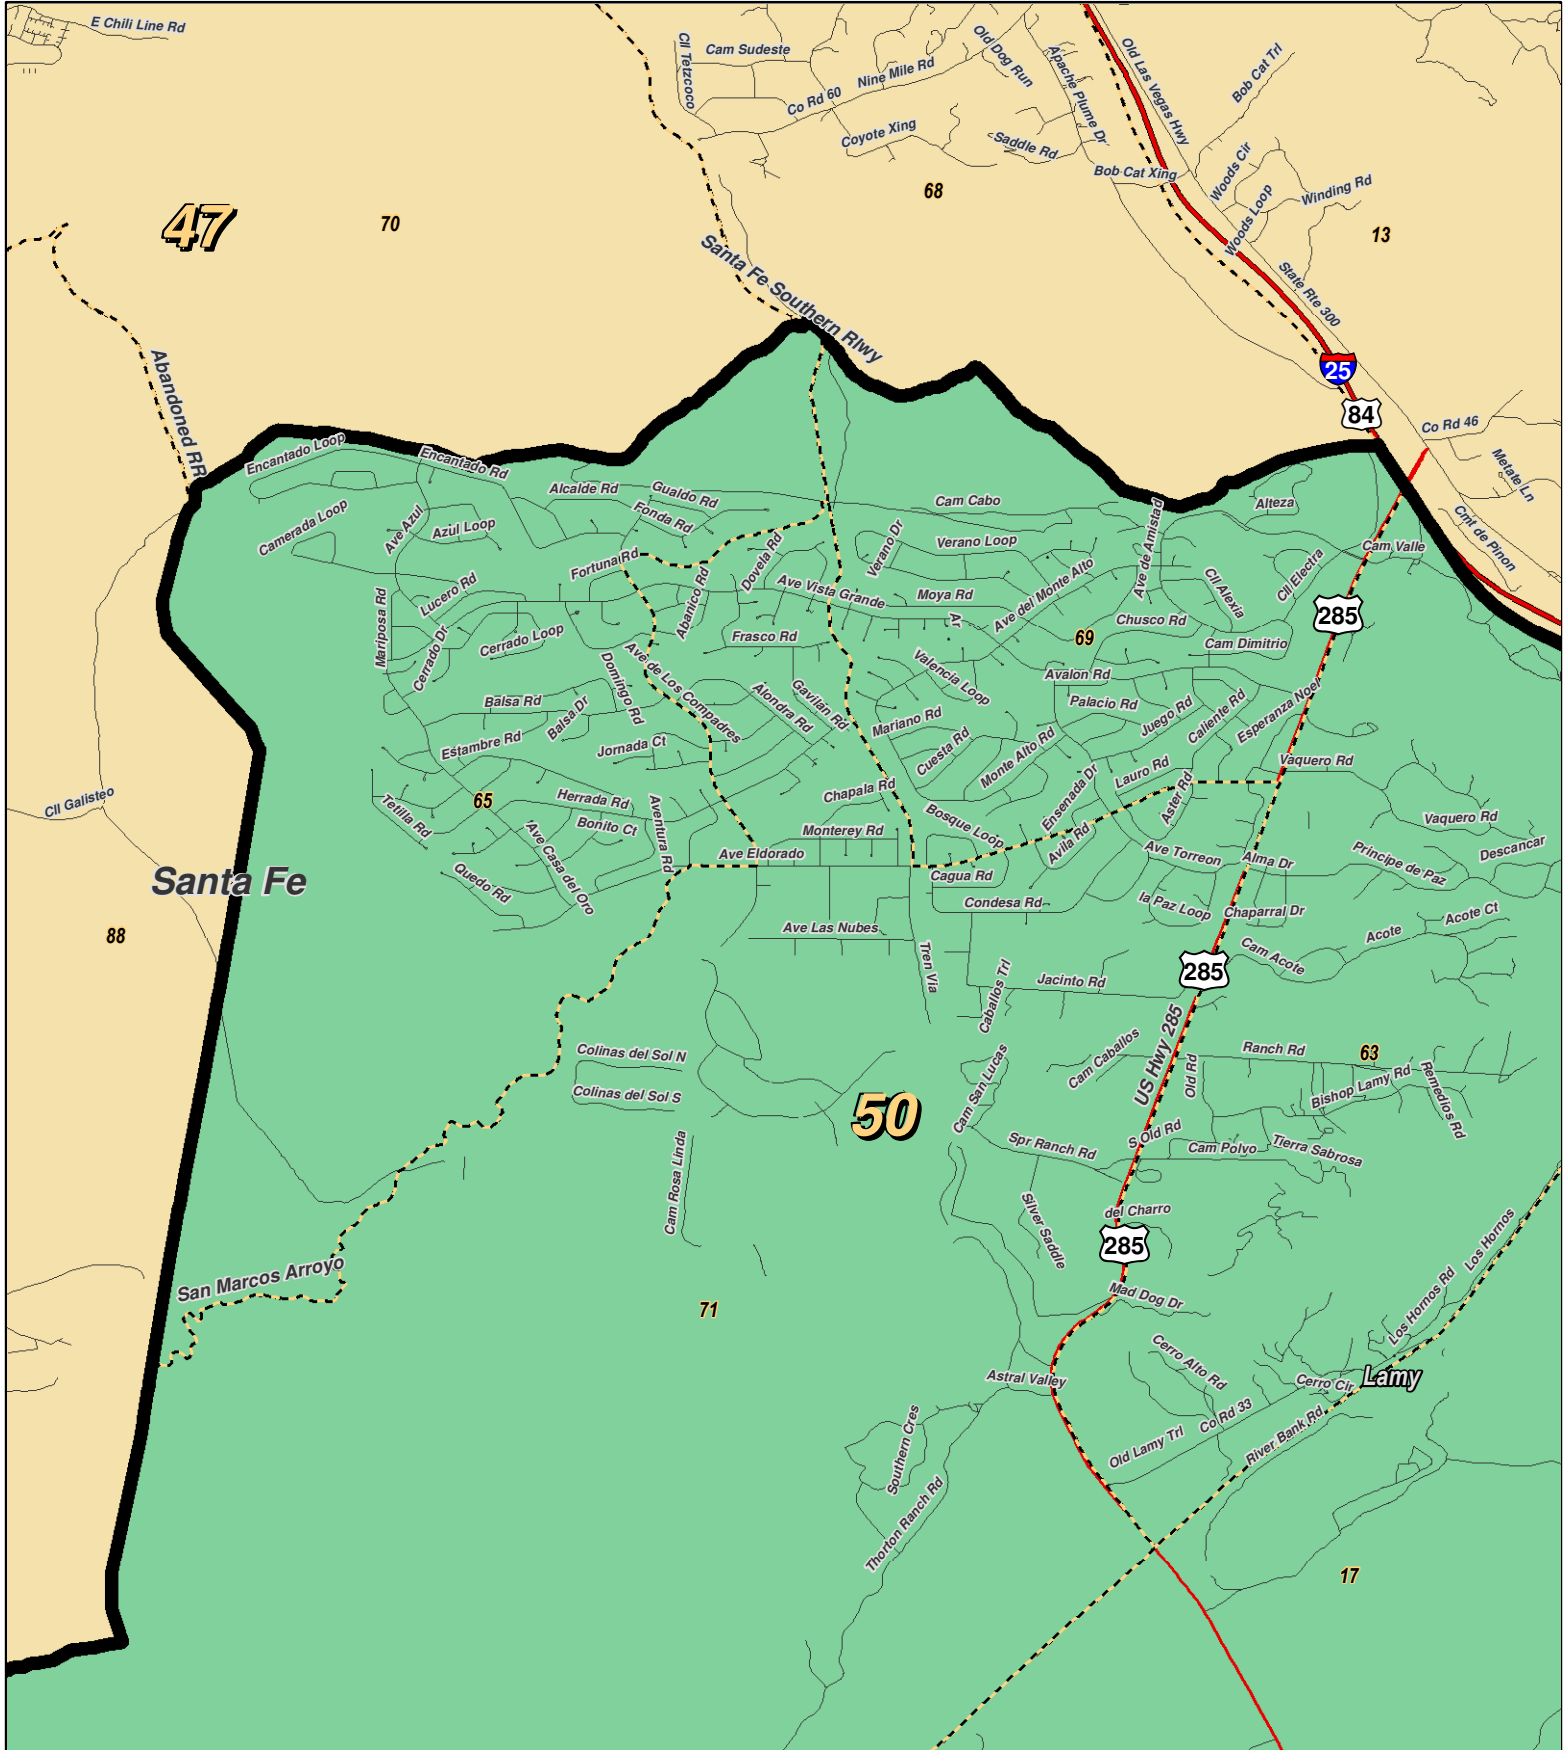 E Chili Line Rd
Cll Tetzcoco
Cam Sudeste
Nine Mile Rd
Co Rd 60
Old Dog Run
Apache Plume Dr
Old Las Vegas Hwy
Bob Cat Trl
Coyote Xing
Saddle Rd
Bob Cat Xing
Woods Cir
Winding Rd
Woods Loop
68
13
47
70
Santa Fe Southern Rlwy
State Rte 300
25
84
Abandoned RR
Co Rd 46
Metate Ln
Cmt de Pinon
Encantado Loop
Encantado Rd
Alcalde Rd
Gualdo Rd
Fonda Rd
Cam Cabo
Alteza
Camerada Loop
Ave Azul
Azul Loop
Verano Dr
Verano Loop
Ave de Amistad
Cam Valle
Fortuna Rd
Dovela Rd
Cll Electra
Cll Alexia
Lucero Rd
Abanico Rd
Ave Vista Grande
Moya Rd
Ave del Monte Alto
Ar
285
Mariposa Rd
Cerrado Dr
Cerrado Loop
Frasco Rd
69
Chusco Rd
Cam Dimitrio
Domingo Rd
Ave de Los Compadres
Valencia Loop
Avalon Rd
Balsa Rd
Balsa Dr
Alondra Rd
Gavilan Rd
Palacio Rd
Juego Rd
Caliente Rd
Esperanza Noel
Mariano Rd
Estambre Rd
Jornada Ct
Cuesta Rd
Monte Alto Rd
Vaquero Rd
Lauro Rd
Ensenada Dr
Aster Rd
65
Herrada Rd
Chapala Rd
Tetilla Rd
Bonito Ct
Aventura Rd
Monterey Rd
Bosque Loop
Avila Rd
Vaquero Rd
Ave Casa del Oro
Ave Eldorado
Ave Torreon
Alma Dr
Principe de Paz
Descancar
Cll Galisteo
Santa Fe
Quedo Rd
Cagua Rd
Condesa Rd
la Paz Loop
Chaparral Dr
Acote Ct
Acote
88
Ave Las Nubes
Tren Via
Cam Acote
285
Caballos Trl
Jacinto Rd
US Hwy 285
Colinas del Sol N
Colinas del Sol S
Cam Caballos
Old Rd
Ranch Rd
63
Bishop Lamy Rd
Remedios Rd
50
Cam San Lucas
Spr Ranch Rd
S Old Rd
Cam Polvo
Tierra Sabrosa
Cam Rosa Linda
Silver Saddle
del Charro
285
Los Hornos
San Marcos Arroyo
Mad Dog Dr
Los Hornos Rd
71
Cerro Alto Rd
Astral Valley
Cerro Cir
Lamy
Southern Cres
Old Lamy Trl
Co Rd 33
River Bank Rd
Thorton Ranch Rd
17